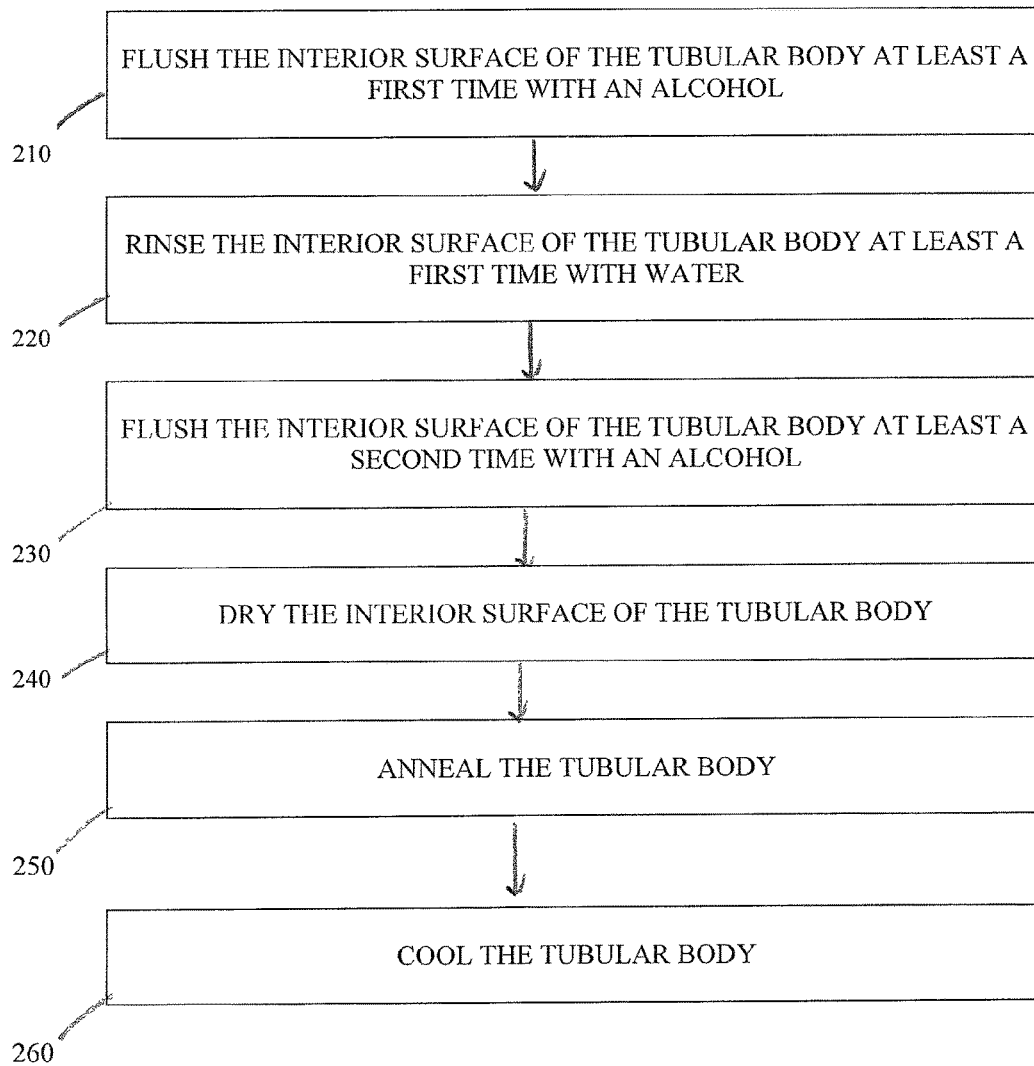 FLUSH THE INTERIOR SURFACE OF THE TUBULAR BODY AT LEAST A
FIRST TIME WITH AN ALCOHOL
210
RINSE THE INTERIOR SURFACE OF THE TUBULAR BODY AT LEAST A
FIRST TIME WITH WATER
220
FLUSH THE INTERIOR SURFACE OF THE TUBULAR BODY AT LEAST A
SECOND TIME WITH AN ALCOHOL
230
DRY THE INTERIOR SURFACE OF THE TUBULAR BODY
240
ANNEAL THE TUBULAR BODY
250
COOL THE TUBULAR BODY
260